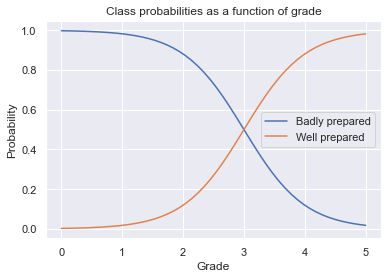 Class probabilities as a function of grade
1.0
0.8
0.6
0.4
0.2
0.0
Probability
Badly prepared
Well prepared
0 1 2 3 4 5
Grade